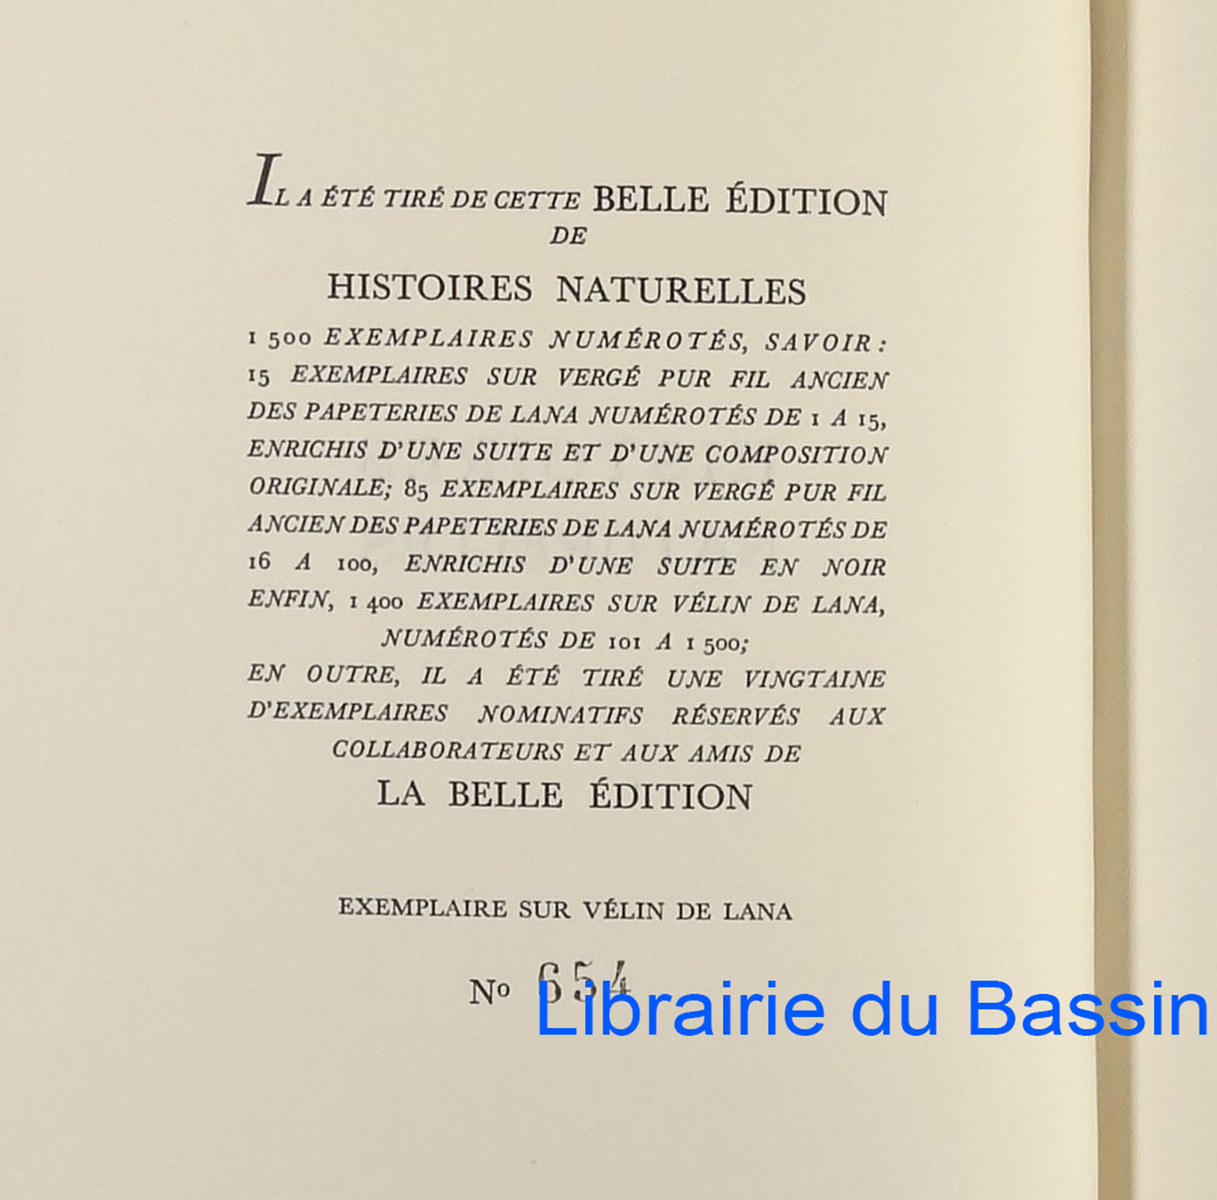 IL A ÉTÉ TIRÉ DE CETTE BELLE ÉDITION
DE
HISTOIRES NATURELLES
1 500 EXEMPLAIRES NUMÉROTÉS, SAVOIR :
15 EXEMPLAIRES SUR VERGÉ PUR FIL ANCIEN
DES PAPETERIES DE LANA NUMÉROTÉS DE 1 A 15,
ENRICHIS D'UNE SUITE ET D'UNE COMPOSITION
ORIGINALE; 85 EXEMPLAIRES SUR VERGÉ PUR FIL
ANCIEN DES PAPETERIES DE LANA NUMÉROTÉS DE
16 A 100, ENRICHIS D'UNE SUITE EN NOIR
ENFIN, 1 400 EXEMPLAIRES SUR VÉLIN DE LANA,
NUMÉROTÉS DE 101 A 1 500;
EN OUTRE, IL A ÉTÉ TIRÉ UNE VINGTAINE
D'EXEMPLAIRES NOMINATIFS RÉSERVÉS AUX
COLLABORATEURS ET AUX AMIS DE
LA BELLE ÉDITION
EXEMPLAIRE SUR VÉLIN DE LANA
Nº 654
Librairie du Bassin